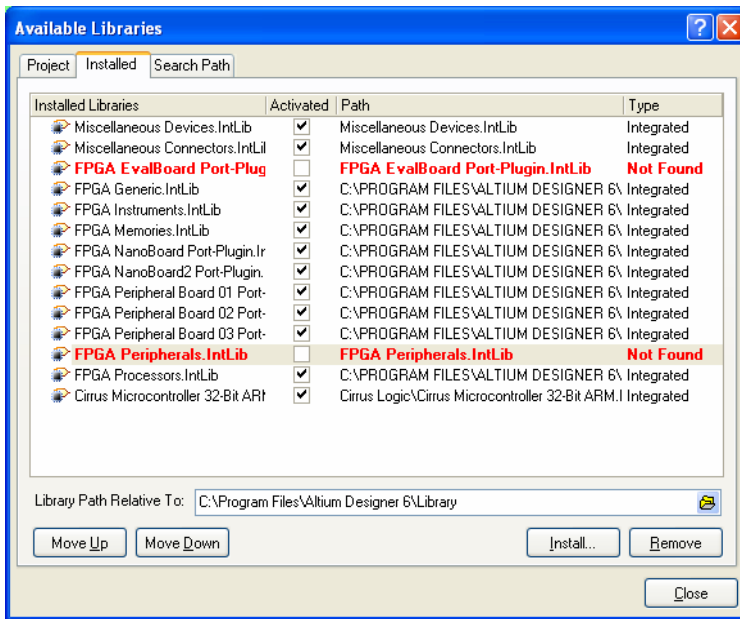 Available Libraries
Project Installed Search Path
Installed Libraries Activated Path Type
Miscellaneous Devices.IntLib Miscellaneous Devices.IntLib Integrated
Miscellaneous Connectors.IntLil Miscellaneous Connectors.IntLib Integrated
FPGA EvalBoard Port-Plug FPGA EvalBoard Port-Plugin.IntLib Not Found
FPGA Generic.IntLib C:\PROGRAM FILES\ALTIUM DESIGNER 6\ Integrated
FPGA Instruments.IntLib C:\PROGRAM FILES\ALTIUM DESIGNER 6\ Integrated
FPGA Memories.IntLib C:\PROGRAM FILES\ALTIUM DESIGNER 6\ Integrated
FPGA NanoBoard Port-Plugin.Ir C:\PROGRAM FILES\ALTIUM DESIGNER 6\ Integrated
FPGA NanoBoard2 Port-Plugin. C:\PROGRAM FILES\ALTIUM DESIGNER 6\ Integrated
FPGA Peripheral Board 01 Port- C:\PROGRAM FILES\ALTIUM DESIGNER 6\ Integrated
FPGA Peripheral Board 02 Port- C:\PROGRAM FILES\ALTIUM DESIGNER 6\ Integrated
FPGA Peripheral Board 03 Port- C:\PROGRAM FILES\ALTIUM DESIGNER 6\ Integrated
FPGA Peripherals.IntLib FPGA Peripherals.IntLib Not Found
FPGA Processors.IntLib C:\PROGRAM FILES\ALTIUM DESIGNER 6\ Integrated
Cirrus Microcontroller 32-Bit ARM Cirrus Logic\Cirrus Microcontroller 32-Bit ARM.I Integrated
Library Path Relative To: C:\Program Files\Altium Designer 6\Library
Move Up Move Down Install... Remove
Close